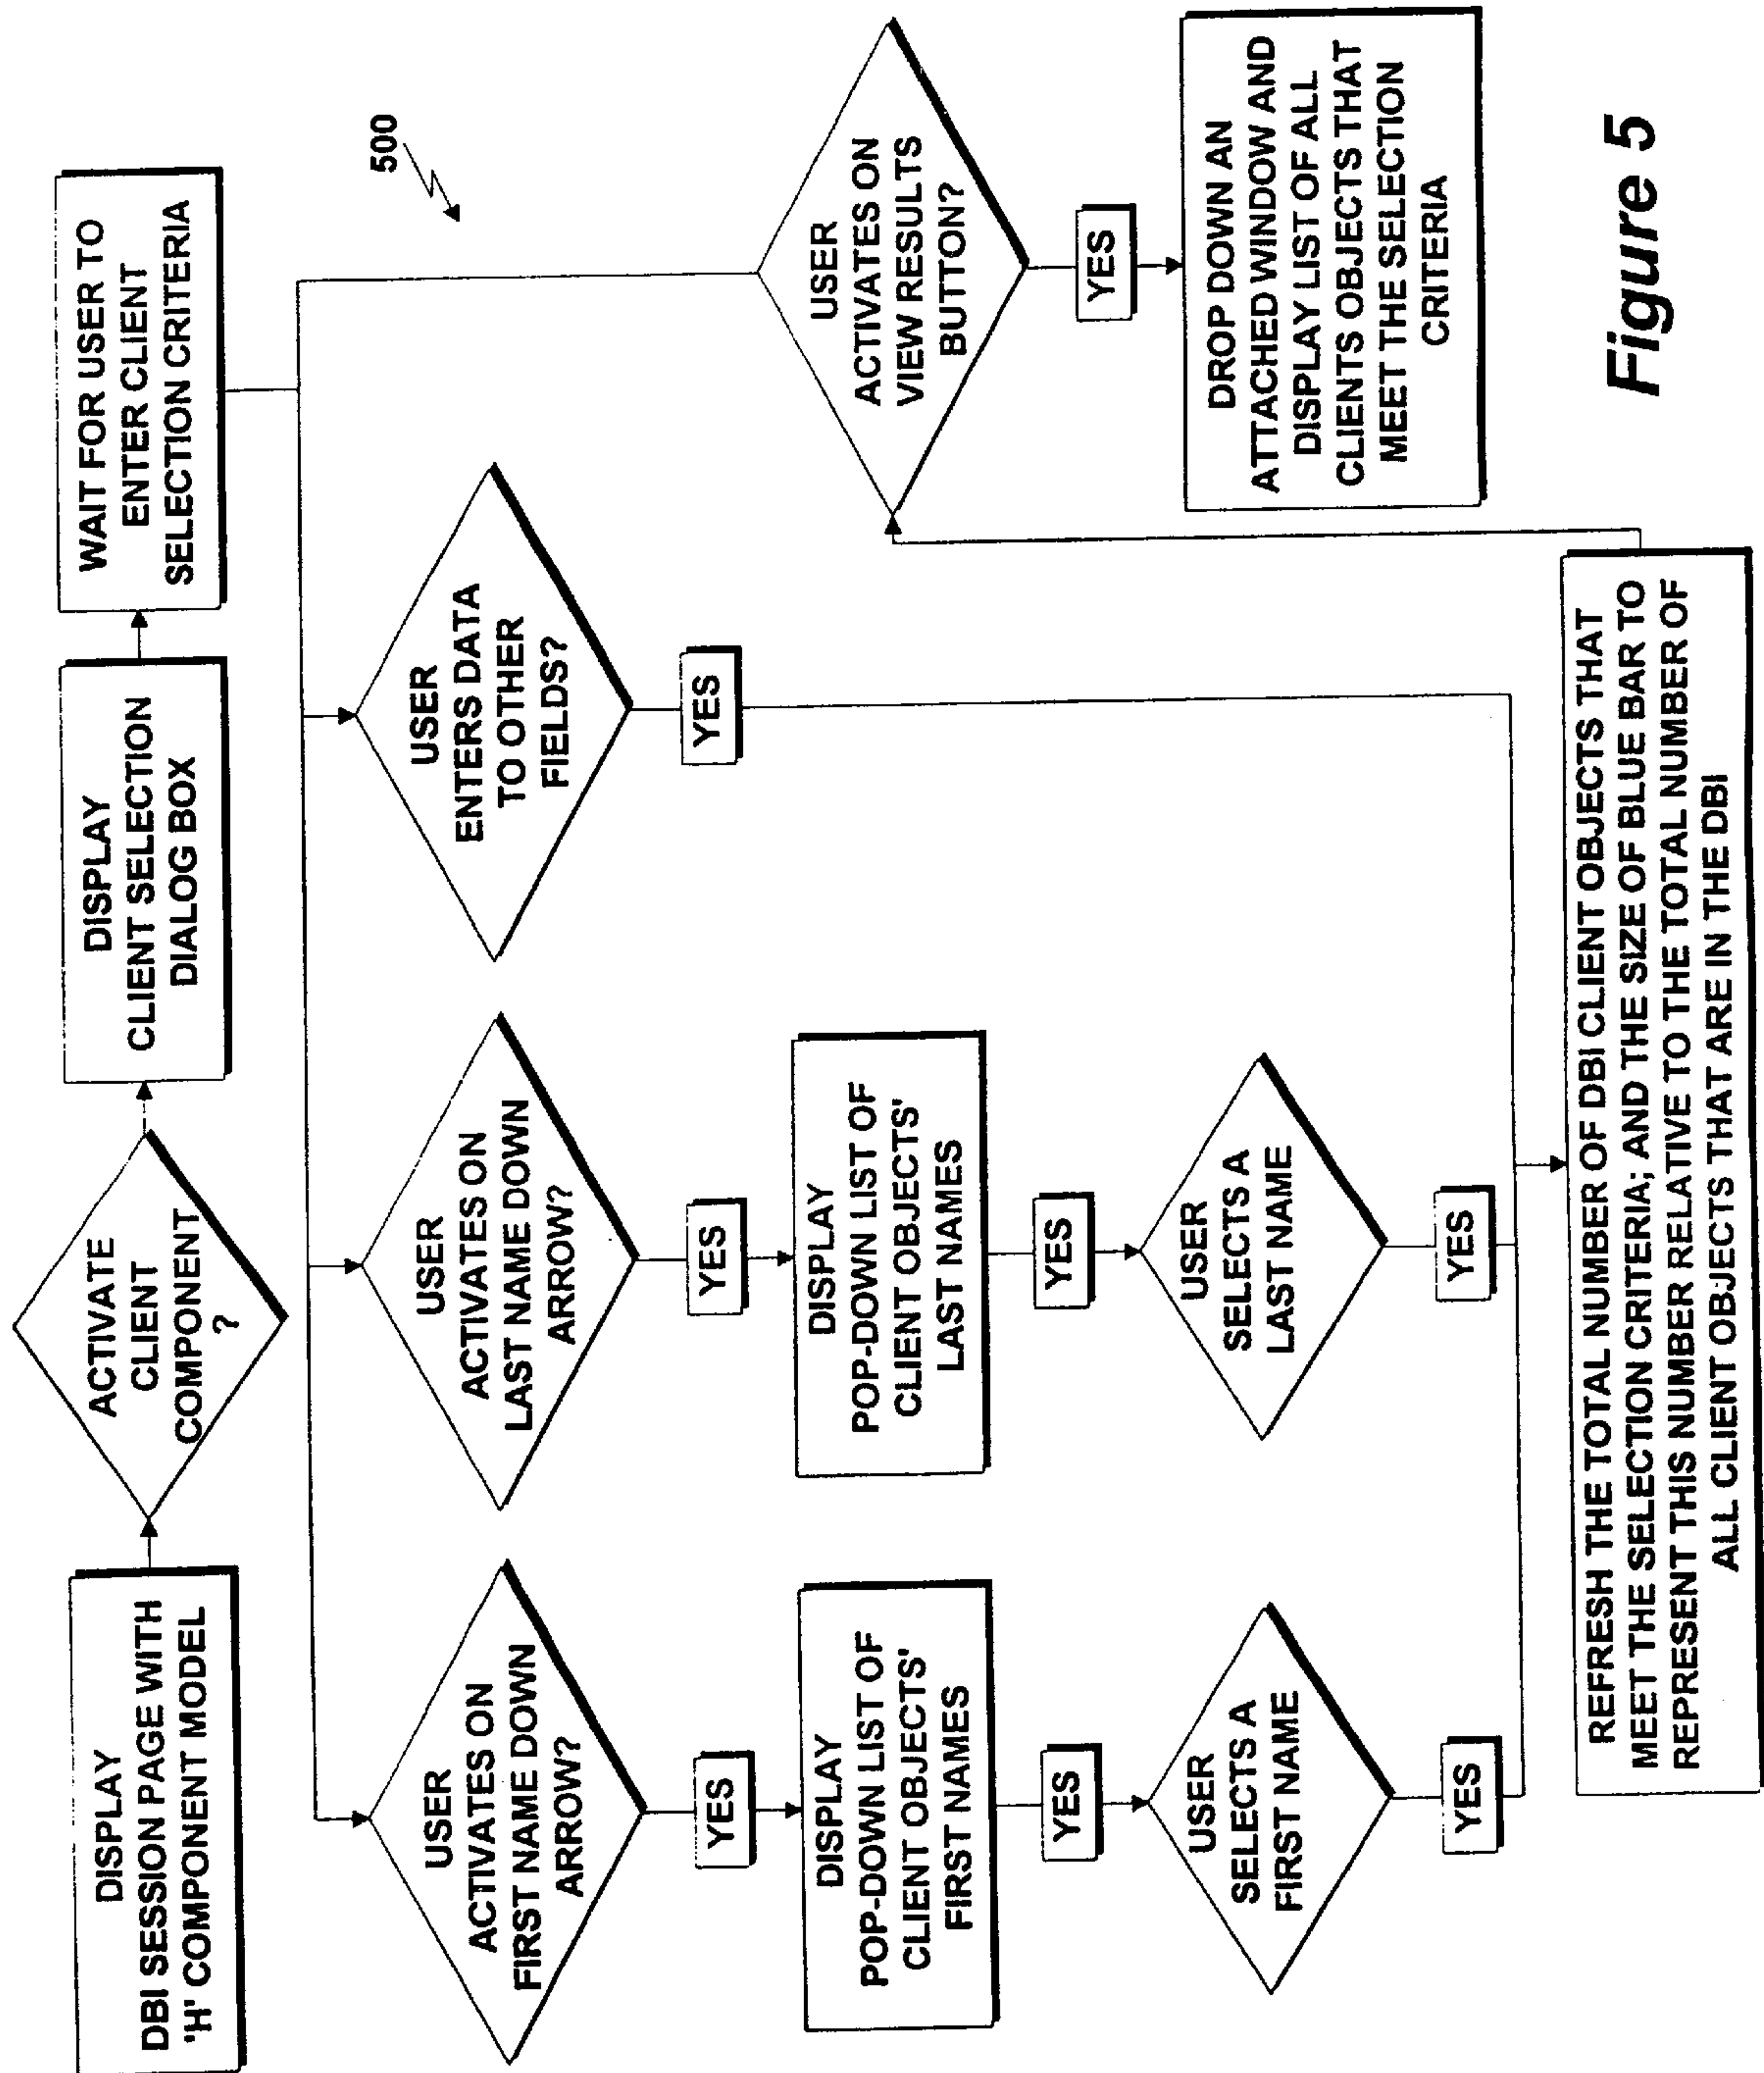 DISPLAY
DBI SESSION PAGE WITH
'H' COMPONENT MODEL
ACTIVATE
CLIENT
COMPONENT
?
DISPLAY
CLIENT SELECTION
DIALOG BOX
WAIT FOR USER TO
ENTER CLIENT
SELECTION CRITERIA
500
USER
ACTIVATES ON
FIRST NAME DOWN
ARROW?
YES
DISPLAY
POP-DOWN LIST OF
CLIENT OBJECTS'
FIRST NAMES
YES
USER
SELECTS A
FIRST NAME
YES
USER
ACTIVATES ON
LAST NAME DOWN
ARROW?
YES
DISPLAY
POP-DOWN LIST OF
CLIENT OBJECTS'
LAST NAMES
YES
USER
SELECTS A
LAST NAME
YES
USER
ENTERS DATA
TO OTHER
FIELDS?
YES
REFRESH THE TOTAL NUMBER OF DBI CLIENT OBJECTS THAT
MEET THE SELECTION CRITERIA; AND THE SIZE OF BLUE BAR TO
REPRESENT THIS NUMBER RELATIVE TO THE TOTAL NUMBER OF
ALL CLIENT OBJECTS THAT ARE IN THE DBI
USER
ACTIVATES ON
VIEW RESULTS
BUTTON?
YES
DROP DOWN AN
ATTACHED WINDOW AND
DISPLAY LIST OF ALL
CLIENTS OBJECTS THAT
MEET THE SELECTION
CRITERIA
Figure 5